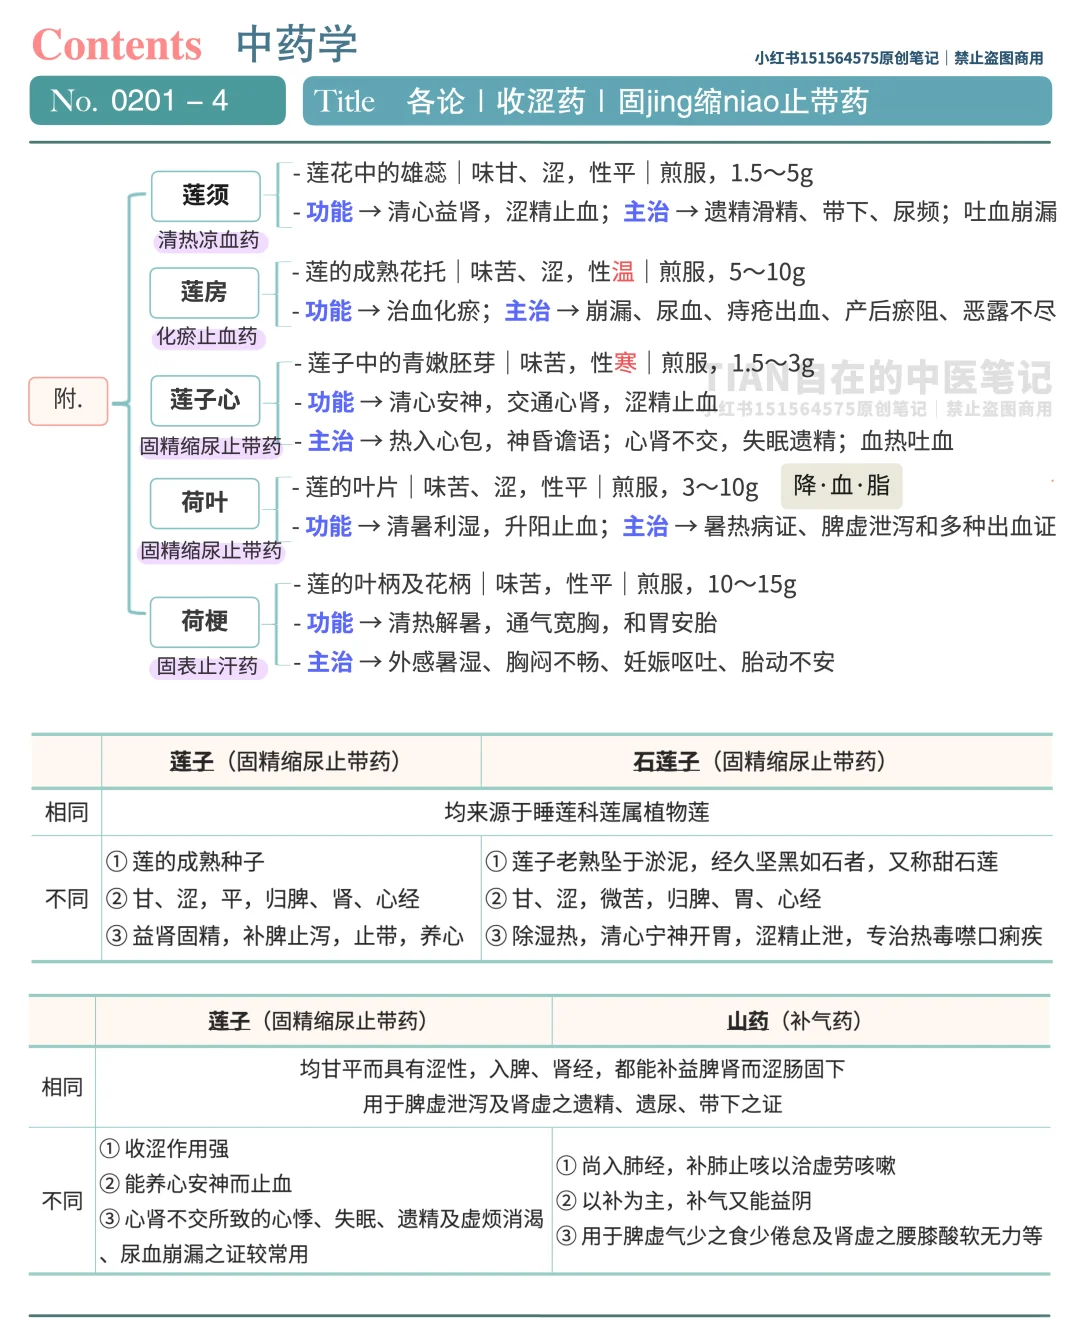 Contents 中药学
小红书151564575原创笔记｜禁止盗图商用
No. 0201 – 4
Title 各论｜收涩药｜固jing缩niao止带药
附.
莲须
清热凉血药
- 莲花中的雄蕊｜味甘、涩，性平｜煎服，1.5～5g
- 功能 → 清心益肾，涩精止血；主治 → 遗精滑精、带下、尿频；吐血崩漏
莲房
化瘀止血药
- 莲的成熟花托｜味苦、涩，性温｜煎服，5～10g
- 功能 → 治血化瘀；主治 → 崩漏、尿血、痔疮出血、产后瘀阻、恶露不尽
莲子心
固精缩尿止带药
- 莲子中的青嫩胚芽｜味苦，性寒｜煎服，1.5～3g
- 功能 → 清心安神，交通心肾，涩精止血
- 主治 → 热入心包，神昏谵语；心肾不交，失眠遗精；血热吐血
TIAN自在的中医笔记
小红书151564575原创笔记｜禁止盗图商用
荷叶
固精缩尿止带药
- 莲的叶片｜味苦、涩，性平｜煎服，3～10g 降·血·脂
- 功能 → 清暑利湿，升阳止血；主治 → 暑热病证、脾虚泄泻和多种出血证
荷梗
固表止汗药
- 莲的叶柄及花柄｜味苦，性平｜煎服，10～15g
- 功能 → 清热解暑，通气宽胸，和胃安胎
- 主治 → 外感暑湿、胸闷不畅、妊娠呕吐、胎动不安
莲子（固精缩尿止带药） 石莲子（固精缩尿止带药）
相同 均来源于睡莲科莲属植物莲
不同
① 莲的成熟种子
② 甘、涩，平，归脾、肾、心经
③ 益肾固精，补脾止泻，止带，养心
① 莲子老熟坠于淤泥，经久坚黑如石者，又称甜石莲
② 甘、涩，微苦，归脾、胃、心经
③ 除湿热，清心宁神开胃，涩精止泄，专治热毒噤口痢疾
莲子（固精缩尿止带药） 山药（补气药）
相同
均甘平而具有涩性，入脾、肾经，都能补益脾肾而涩肠固下
用于脾虚泄泻及肾虚之遗精、遗尿、带下之证
不同
① 收涩作用强
② 能养心安神而止血
③ 心肾不交所致的心悸、失眠、遗精及虚烦消渴
、尿血崩漏之证较常用
① 尚入肺经，补肺止咳以洽虚劳咳嗽
② 以补为主，补气又能益阴
③ 用于脾虚气少之食少倦怠及肾虚之腰膝酸软无力等